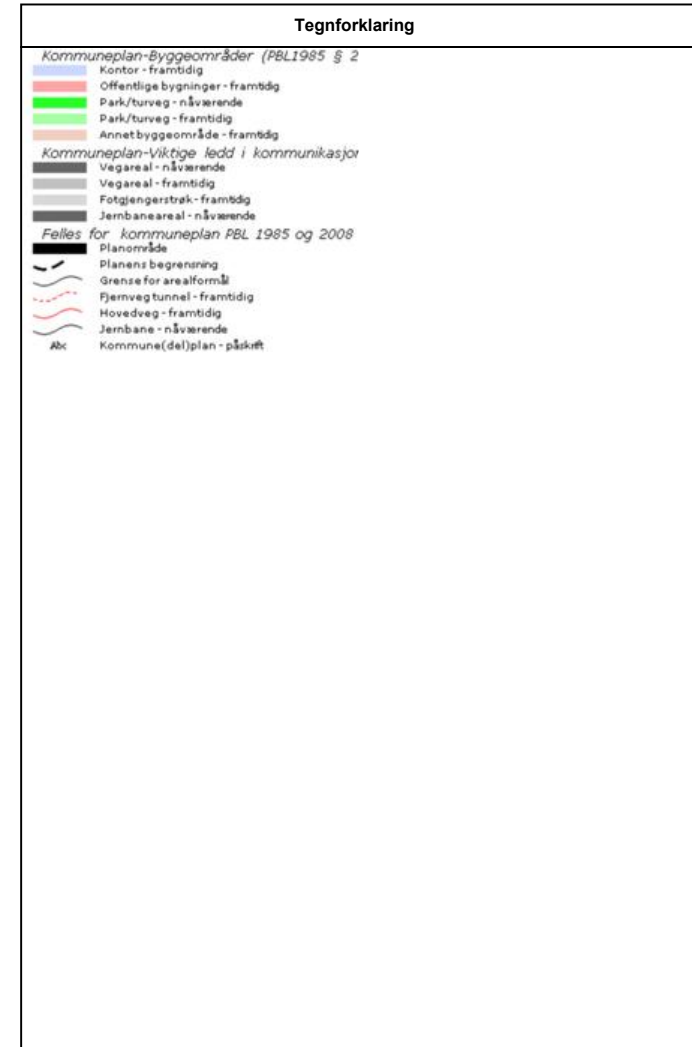 Tegnforklaring
Kommuneplan-Byggeområder (PBL1985 § 2
Kontor - framtidig
Offentlige bygninger - framtidig
Park/turveg - nåværende
Park/turveg - framtidig
Annet byggeområde - framtidig
Kommuneplan-Viktige ledd i kommunikasjor
Vegareal - nåværende
Vegareal - framtidig
Fotgjengerstrøk - framtidig
Jernbaneareal - nåværende
Felles for kommuneplan PBL 1985 og 2008
Planområde
Planens begrensning
Grense for arealformål
Fjernveg tunnel - framtidig
Hovedveg - framtidig
Jernbane - nåværende
Abc Kommune(del)plan - påskrift